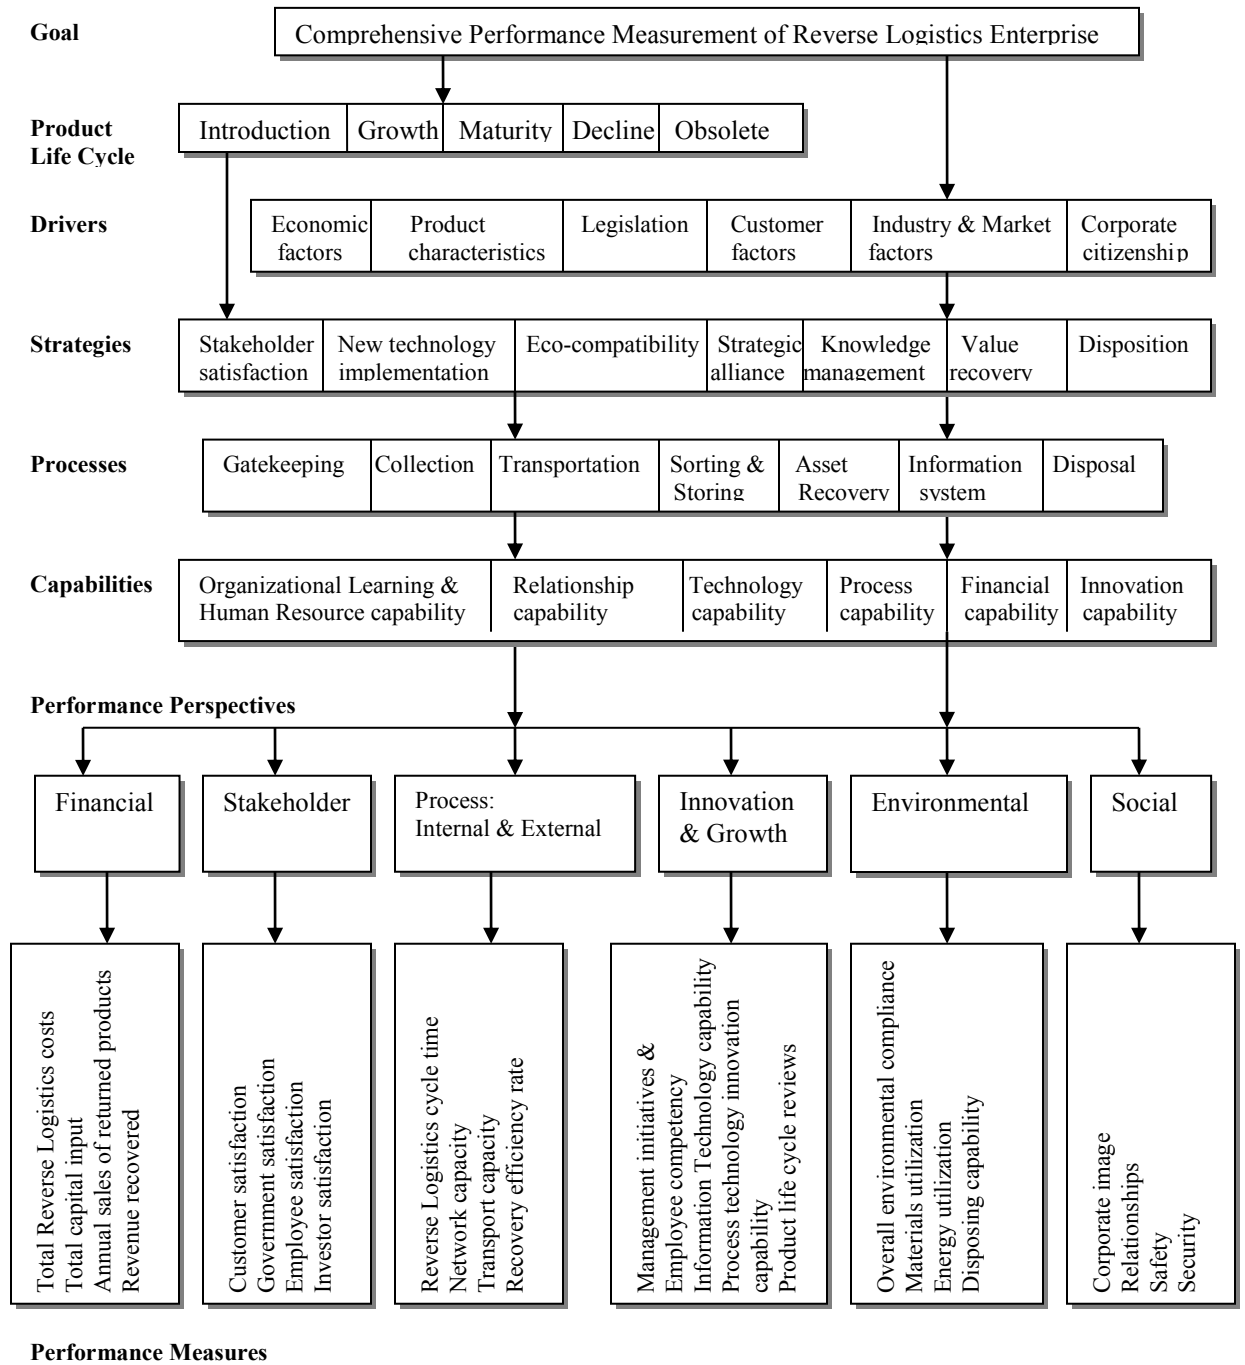 Goal
Comprehensive Performance Measurement of Reverse Logistics Enterprise
Product
Life Cycle
Introduction
Growth
Maturity
Decline
Obsolete
Drivers
Economic
factors
Product
characteristics
Legislation
Customer
factors
Industry & Market
factors
Corporate
citizenship
Strategies
Stakeholder
satisfaction
New technology
implementation
Eco-compatibility
Strategic
alliance
Knowledge
management
Value
recovery
Disposition
Processes
Gatekeeping
Collection
Transportation
Sorting &
Storing
Asset
Recovery
Information
system
Disposal
Capabilities
Organizational Learning &
Human Resource capability
Relationship
capability
Technology
capability
Process
capability
Financial
capability
Innovation
capability
Performance Perspectives
Financial
Stakeholder
Process:
Internal & External
Innovation
& Growth
Environmental
Social
Total Reverse Logistics costs
Total capital input
Annual sales of returned products
Revenue recovered
Customer satisfaction
Government satisfaction
Employee satisfaction
Investor satisfaction
Reverse Logistics cycle time
Network capacity
Transport capacity
Recovery efficiency rate
Management initiatives &
Employee competency
Information Technology capability
Process technology innovation
capability
Product life cycle reviews
Overall environmental compliance
Materials utilization
Energy utilization
Disposing capability
Corporate image
Relationships
Safety
Security
Performance Measures